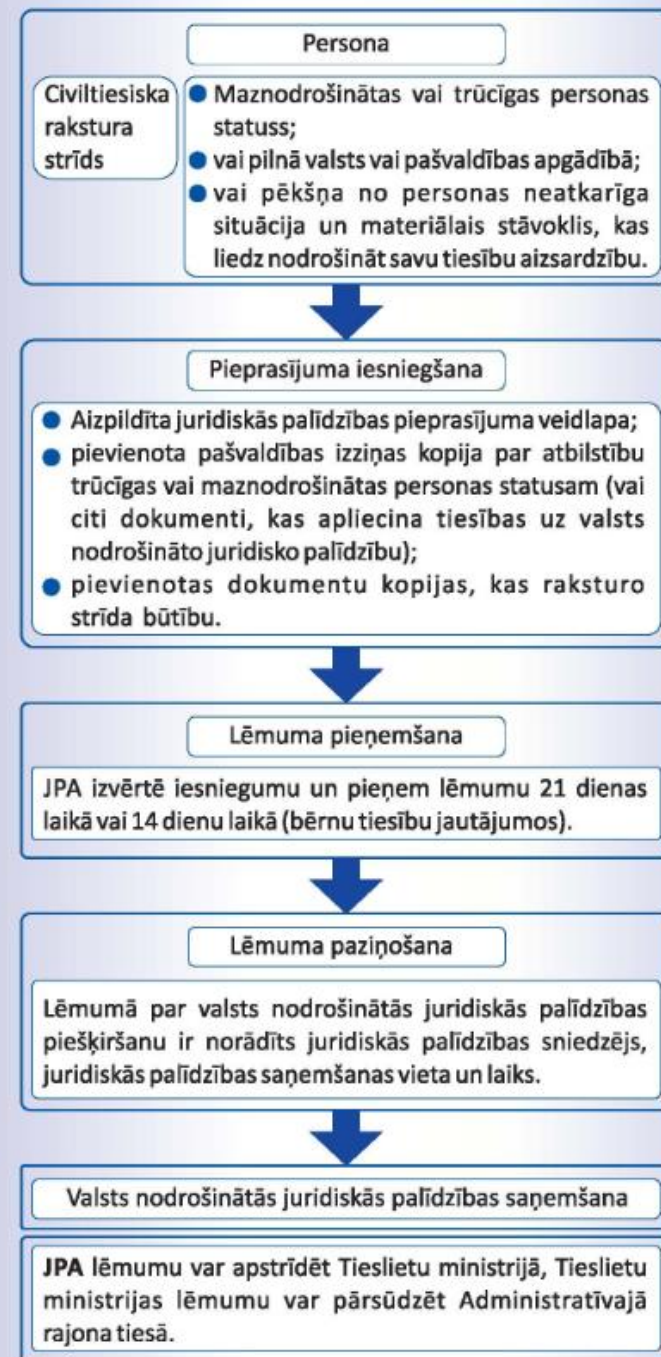 Persona
Civiltiesiska
rakstura
strīds
● Maznodrošinātas vai trūcīgas personas
statuss;
● vai pilnā valsts vai pašvaldības apgādībā;
● vai pēkšņa no personas neatkarīga
situācija un materiālais stāvoklis, kas
liedz nodrošināt savu tiesību aizsardzību.
Pieprasījuma iesniegšana
● Aizpildīta juridiskās palīdzības pieprasījuma veidlapa;
● pievienota pašvaldības izziņas kopija par atbilstību
trūcīgas vai maznodrošinātas personas statusam (vai
citi dokumenti, kas apliecina tiesības uz valsts
nodrošināto juridisko palīdzību);
● pievienotas dokumentu kopijas, kas raksturo
strīda būtību.
Lēmuma pieņemšana
JPA izvērtē iesniegumu un pieņem lēmumu 21 dienas
laikā vai 14 dienu laikā (bērnu tiesību jautājumos).
Lēmuma paziņošana
Lēmumā par valsts nodrošinātās juridiskās palīdzības
piešķiršanu ir norādīts juridiskās palīdzības sniedzējs,
juridiskās palīdzības saņemšanas vieta un laiks.
Valsts nodrošinātās juridiskās palīdzības saņemšana
JPA lēmumu var apstrīdēt Tieslietu ministrijā, Tieslietu
ministrijas lēmumu var pārsūdzēt Administratīvajā
rajona tiesā.